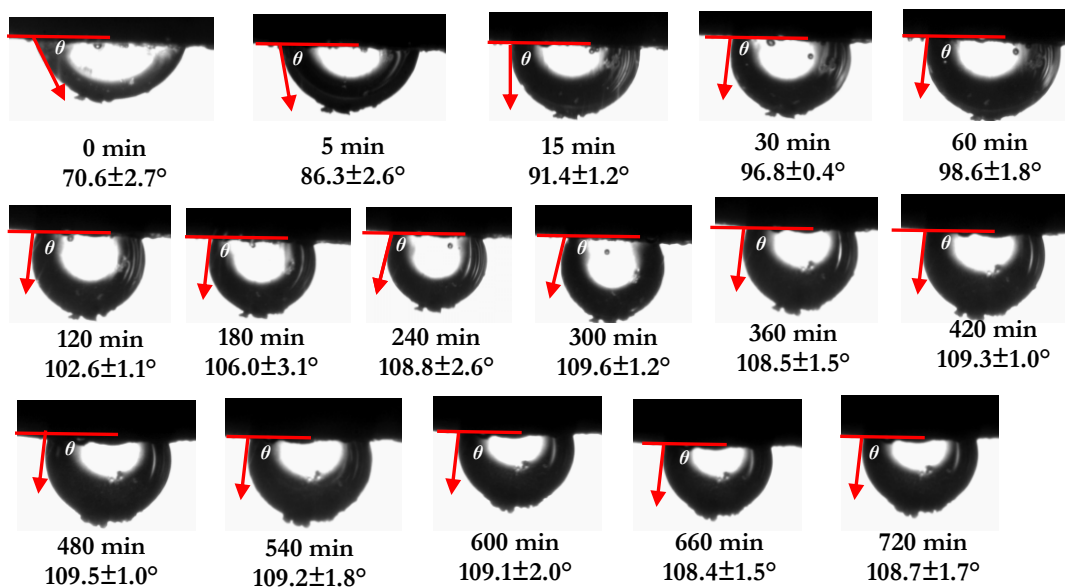 θ
θ
θ
θ
θ
0 min
5 min
15 min
30 min
60 min
70.6±2.7°
86.3±2.6°
91.4±1.2°
96.8±0.4°
98.6±1.8°
θ
θ
θ
θ
θ
θ
120 min
180 min
240 min
300 min
360 min
420 min
102.6±1.1°
106.0±3.1°
108.8±2.6°
109.6±1.2°
108.5±1.5°
109.3±1.0°
θ
θ
θ
θ
θ
480 min
540 min
600 min
660 min
720 min
109.5±1.0°
109.2±1.8°
109.1±2.0°
108.4±1.5°
108.7±1.7°